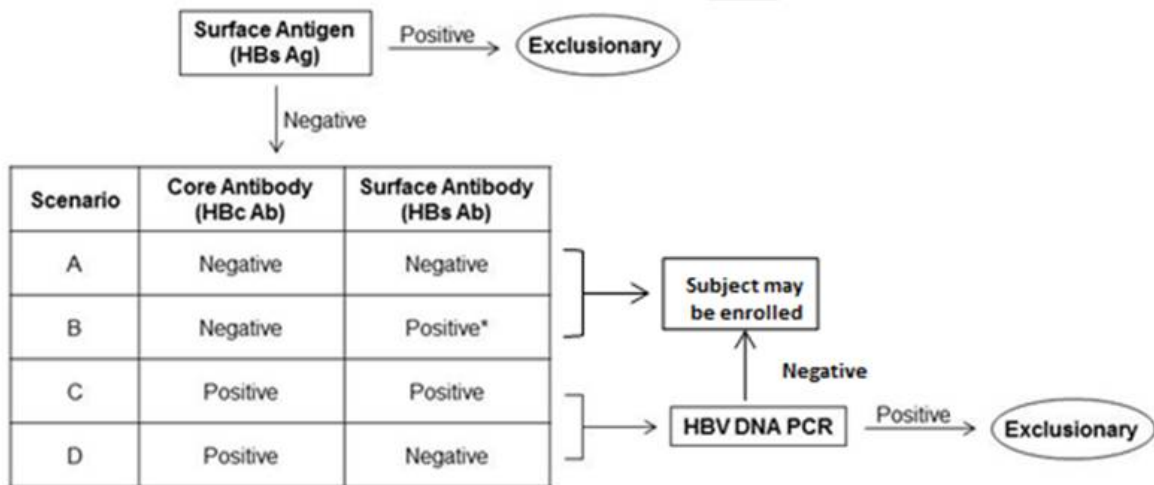 Surface Antigen
(HBs Ag)
Positive
Exclusionary
Negative
Scenario
Core Antibody
(HBc Ab)
Surface Antibody
(HBs Ab)
A
Negative
Negative
B
Negative
Positive*
C
Positive
Positive
D
Positive
Negative
Subject may
be enrolled
Negative
HBV DNA PCR
Positive
Exclusionary